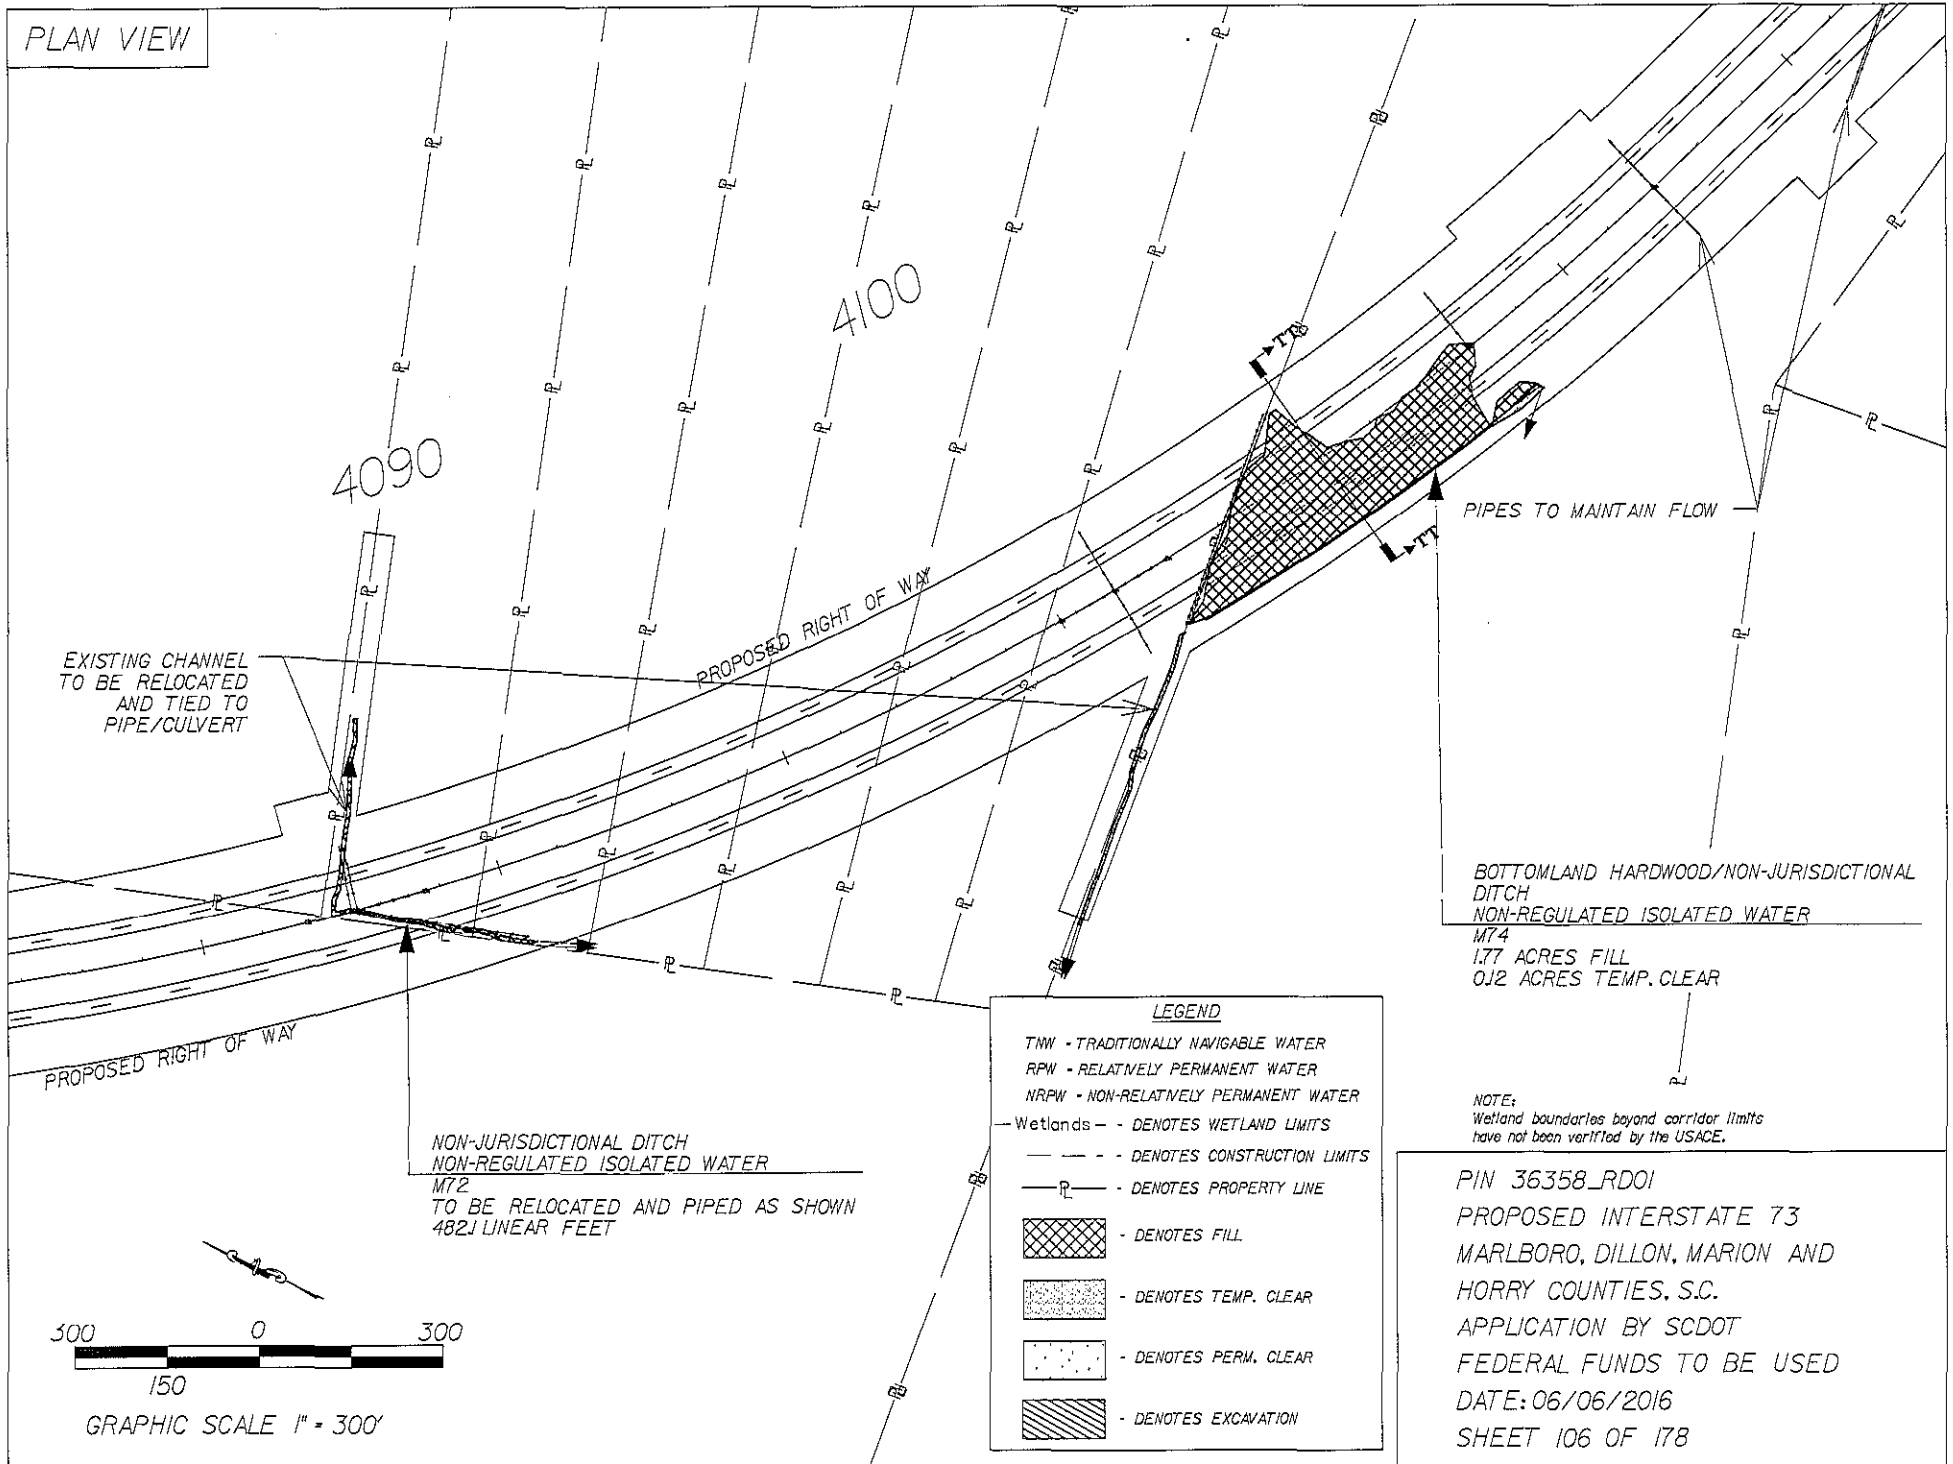 PLAN VIEW
4090
4100
TT
TT
PROPOSED RIGHT OF WAY
PROPOSED RIGHT OF WAY
EXISTING CHANNEL
TO BE RELOCATED
AND TIED TO
PIPE/CULVERT
PIPES TO MAINTAIN FLOW
BOTTOMLAND HARDWOOD/NON-JURISDICTIONAL
DITCH
NON-REGULATED ISOLATED WATER
M74
1.77 ACRES FILL
0.12 ACRES TEMP. CLEAR
NON-JURISDICTIONAL DITCH
NON-REGULATED ISOLATED WATER
M72
TO BE RELOCATED AND PIPED AS SHOWN
482.1 LINEAR FEET
300 0 300
150
GRAPHIC SCALE 1" = 300'
LEGEND
TNW - TRADITIONALLY NAVIGABLE WATER
RPW - RELATIVELY PERMANENT WATER
NRPW - NON-RELATIVELY PERMANENT WATER
Wetlands - DENOTES WETLAND LIMITS
- DENOTES CONSTRUCTION LIMITS
PL - DENOTES PROPERTY LINE
- DENOTES FILL
- DENOTES TEMP. CLEAR
- DENOTES PERM. CLEAR
- DENOTES EXCAVATION
NOTE:
Wetland boundaries beyond corridor limits
have not been verified by the USACE.
PIN 36358_RD01
PROPOSED INTERSTATE 73
MARLBORO, DILLON, MARION AND
HORRY COUNTIES, S.C.
APPLICATION BY SCDOT
FEDERAL FUNDS TO BE USED
DATE: 06/06/2016
SHEET 106 OF 178